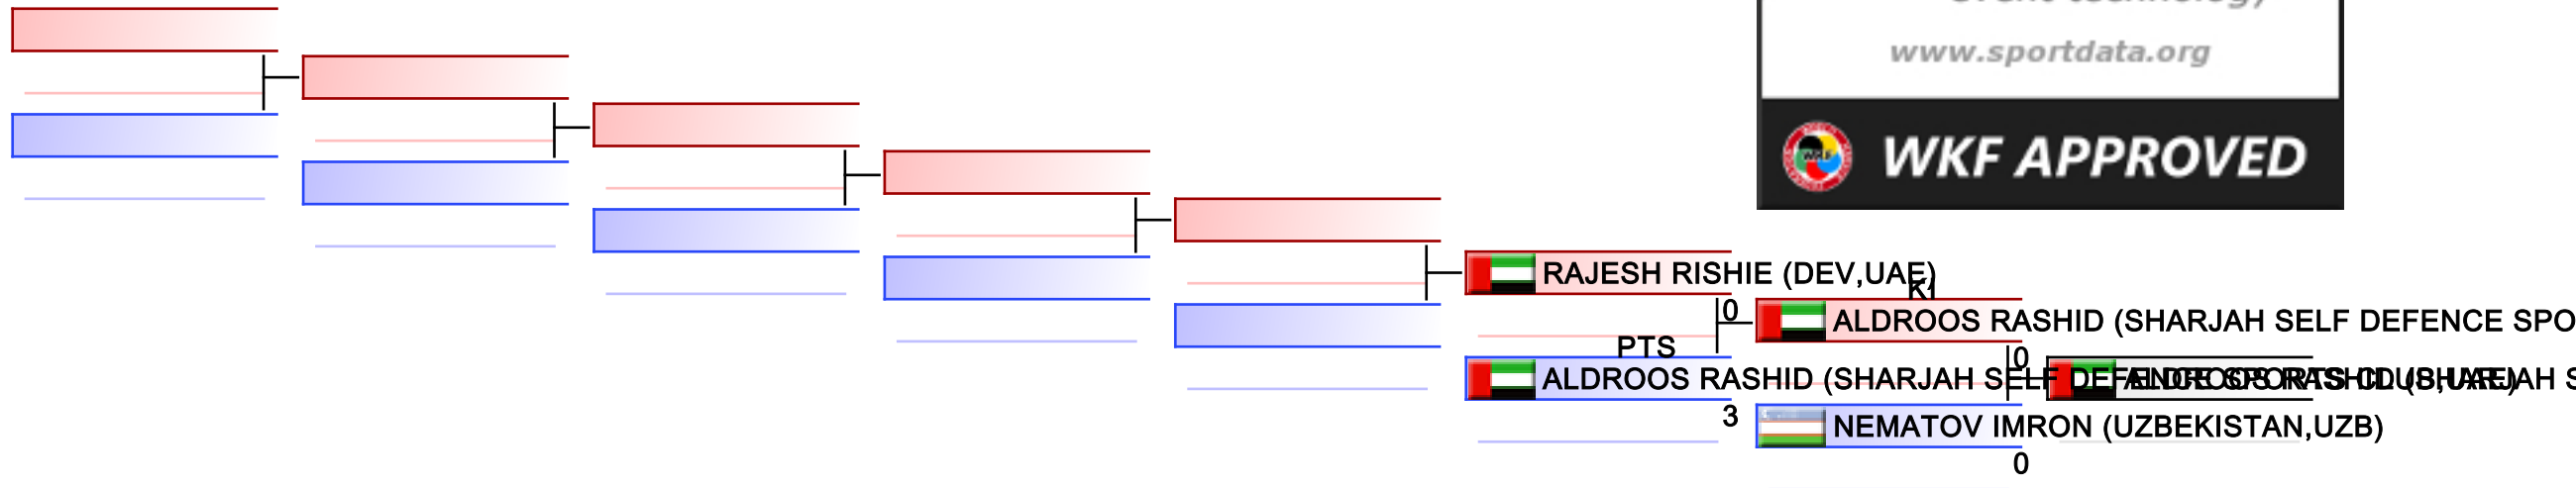 www.sportdata.org
WKF APPROVED
RAJESH RISHIE (DEV,UAE)
0
ALDROOS RASHID (SHARJAH SELF DEFENCE SPO
PTS
0
ALDROOS RASHID (SHARJAH SELF DEFENCE SPORTS CLUB,UAE)
3
NEMATOV IMRON (UZBEKISTAN,UZB)
0